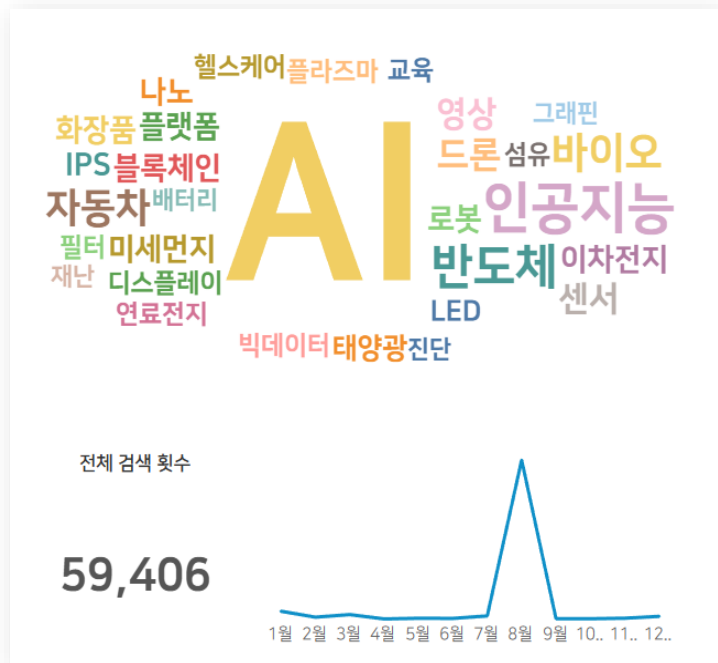 헬스케어 플라즈마 교육
나노
영상 그래핀
화장품 플랫폼
드론 섬유 바이오
AI
IPS 블록체인
자동차 배터리
로봇 인공지능
필터 미세먼지
반도체 이차전지
재난 디스플레이
센서
연료전지
LED
빅데이터 태양광 진단
전체 검색 횟수
59,406
1월 2월 3월 4월 5월 6월 7월 8월 9월 10.. 11.. 12..